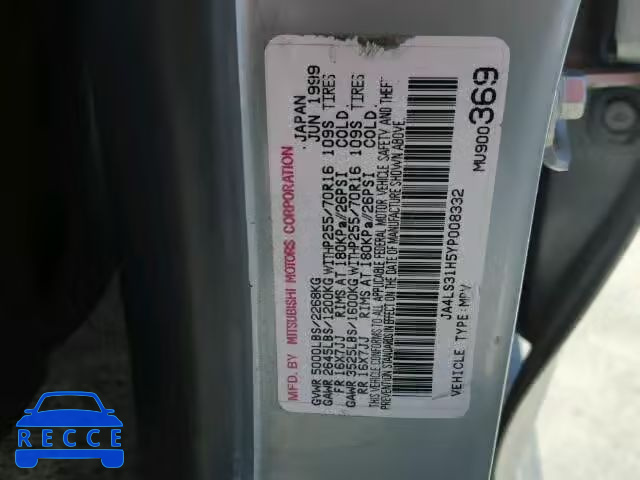 MFD. BY MITSUBISHI MOTORS CORPORATION JAPAN
JUN 1999
GVWR 5000LBS/2268KG
GAWR 2645LBS/1200KG WITH P255/70R16 109S TIRES
FR 16X7JJ RIMS AT 180KPa/26PSI COLD.
GAWR 3525LBS/1600KG WITH P255/70R16 109S TIRES
RR 16X7JJ RIMS AT 180KPa/26PSI COLD.
THIS VEHICLE CONFORMS TO ALL APPLICABLE FEDERAL MOTOR VEHICLE SAFETY AND THEFT
PREVENTION STANDARDS IN EFFECT ON THE DATE OF MANUFACTURE SHOWN ABOVE.
JA4LS31H5YP008332
VEHICLE TYPE:MPV
MU900369
RECCE